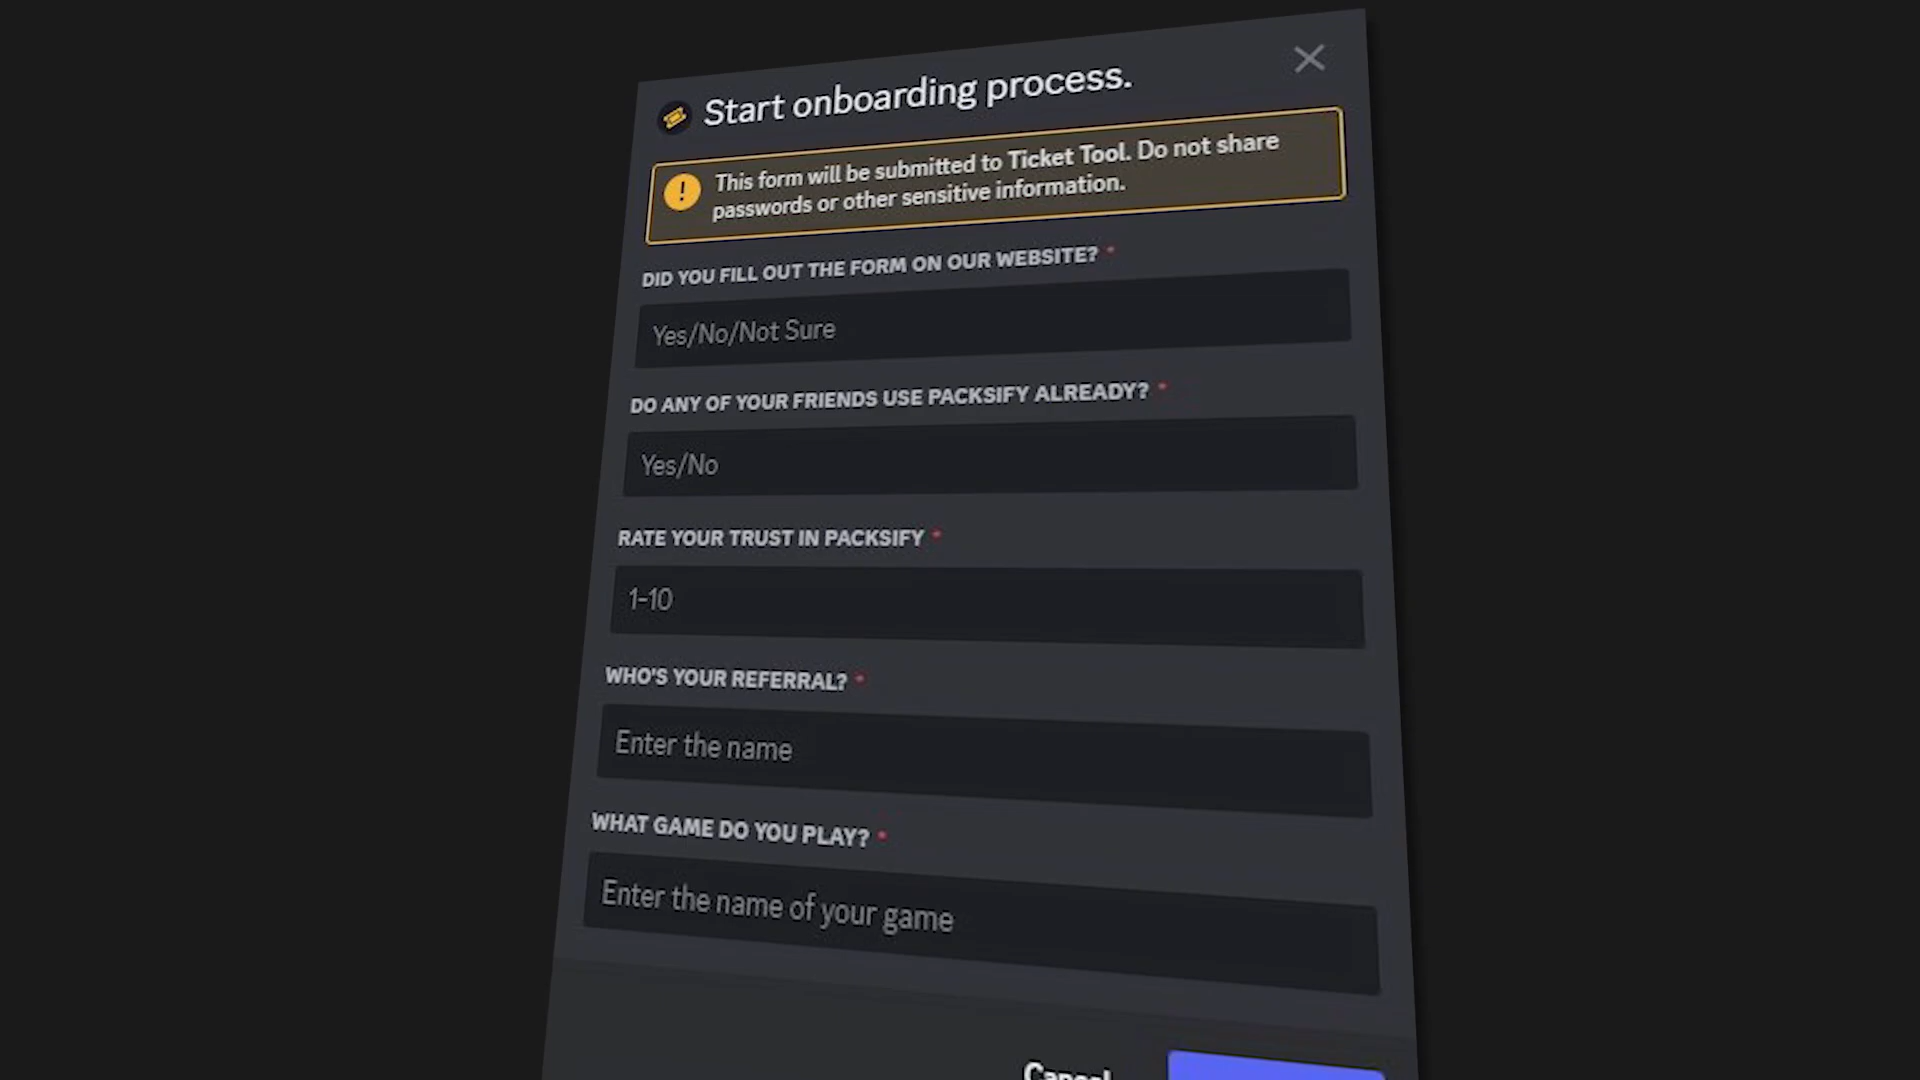 Start onboarding process.
This form will be submitted to Ticket Tool. Do not share
passwords or other sensitive information.
DID YOU FILL OUT THE FORM ON OUR WEBSITE? *
Yes/No/Not Sure
DO ANY OF YOUR FRIENDS USE PACKSIFY ALREADY? *
Yes/No
RATE YOUR TRUST IN PACKSIFY *
1-10
WHO'S YOUR REFERRAL? *
Enter the name
WHAT GAME DO YOU PLAY? *
Enter the name of your game
Cancel